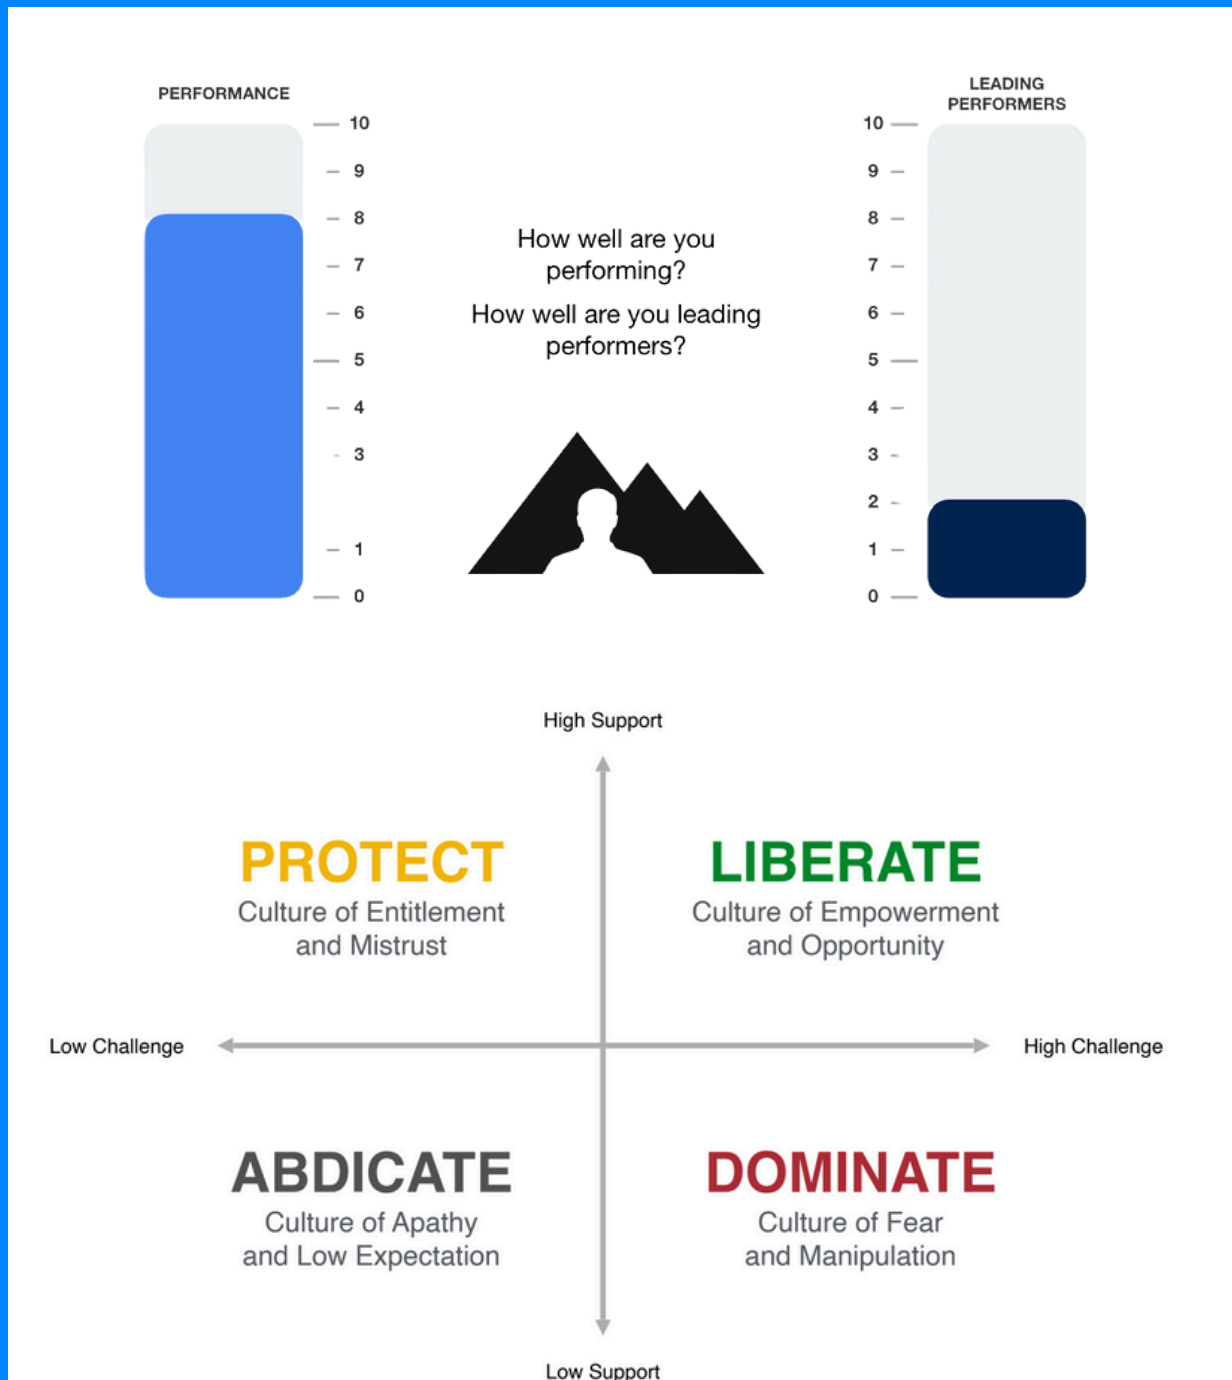 PERFORMANCE
10
9
8
7
6
5
4
3
1
0
How well are you
performing?
How well are you leading
performers?
LEADING
PERFORMERS
10
9
8
7
6
5
4
3
2
1
0
High Support
PROTECT
Culture of Entitlement
and Mistrust
LIBERATE
Culture of Empowerment
and Opportunity
Low Challenge
High Challenge
ABDICATE
Culture of Apathy
and Low Expectation
DOMINATE
Culture of Fear
and Manipulation
Low Support